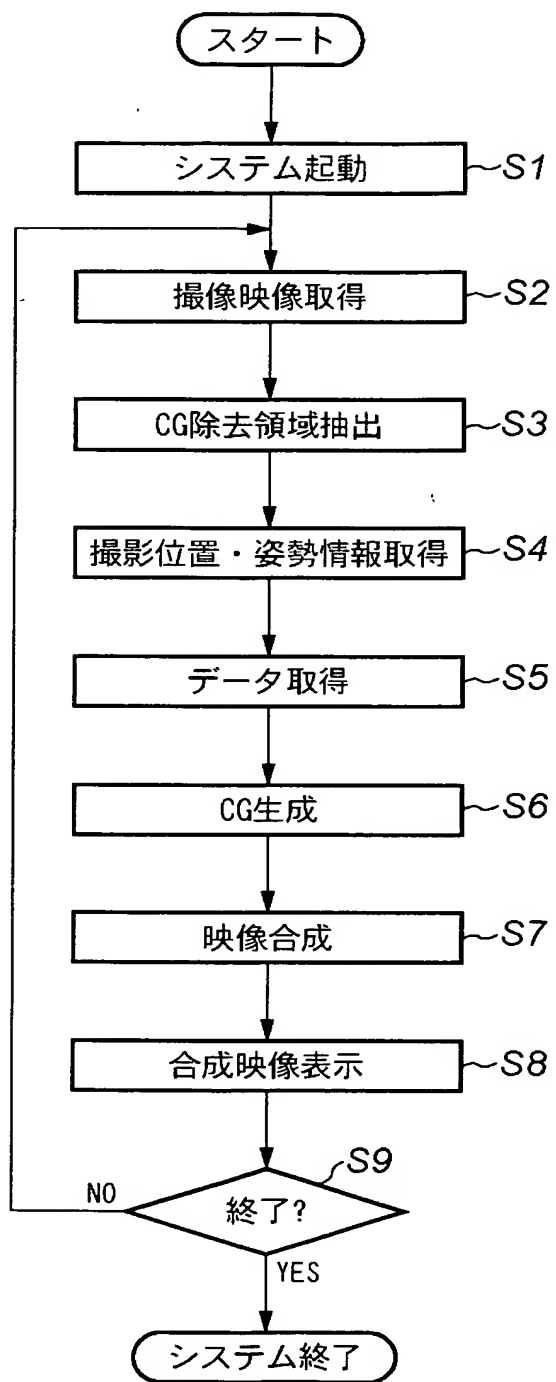 スタート
システム起動 S1
撮像映像取得 S2
CG除去領域抽出 S3
撮影位置・姿勢情報取得 S4
データ取得 S5
CG生成 S6
映像合成 S7
合成映像表示 S8
S9
NO 終了?
YES
システム終了